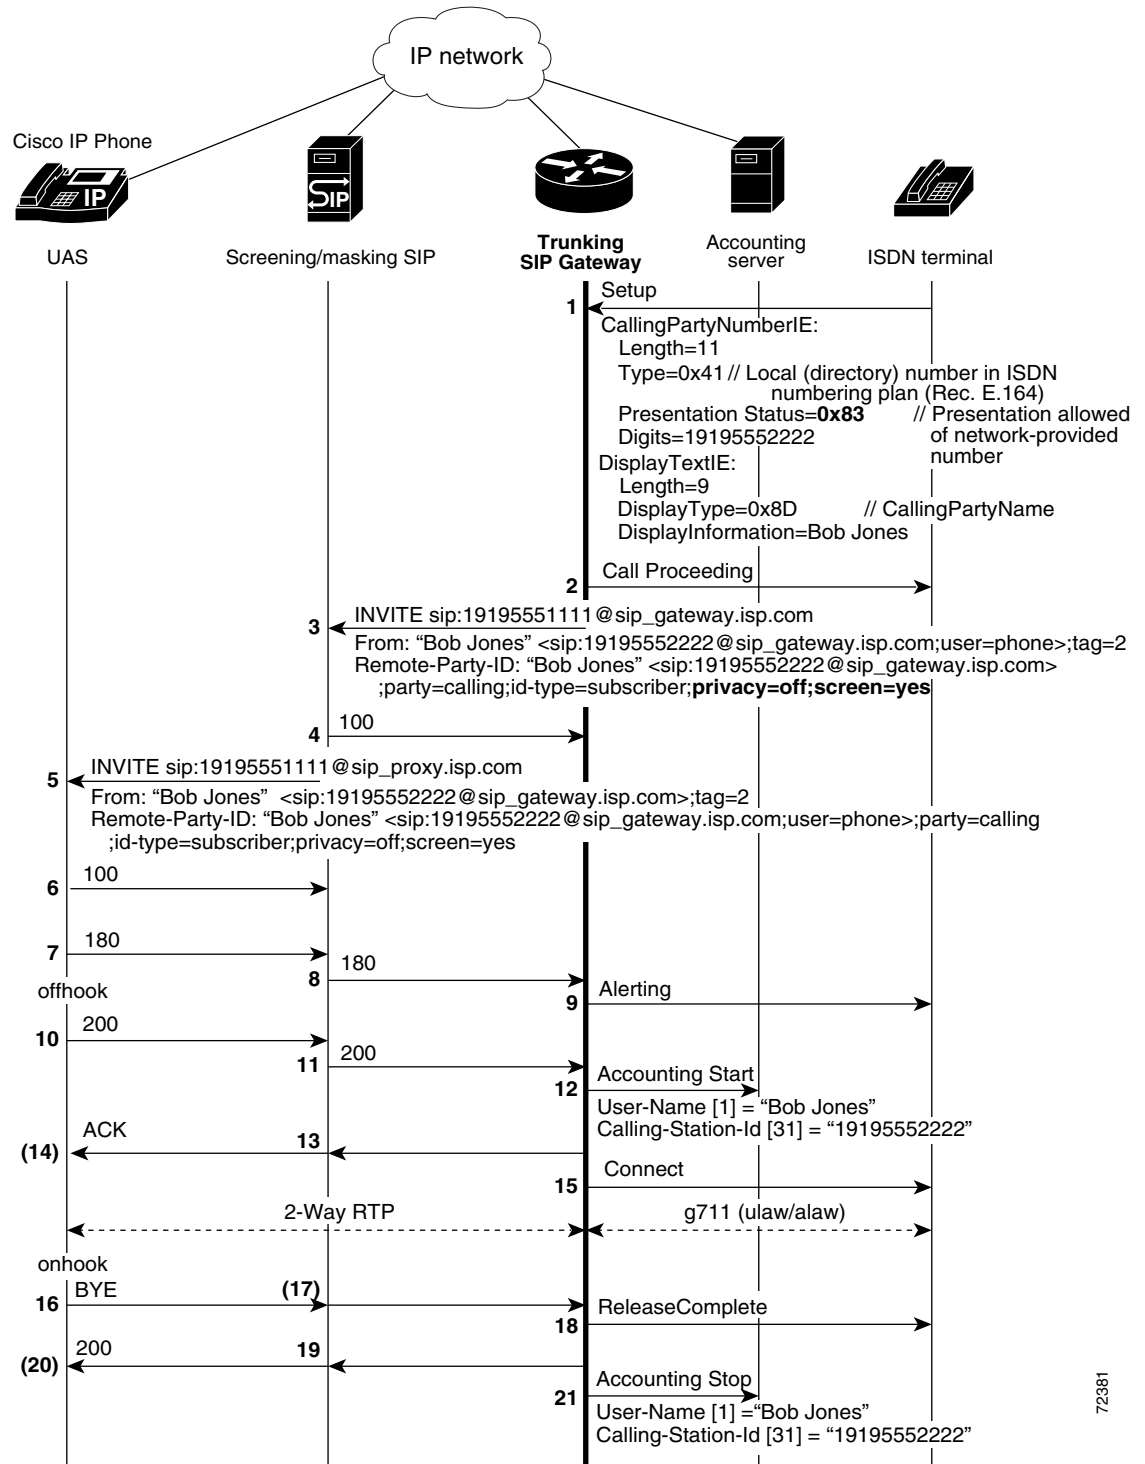 IP network
Cisco IP Phone
IP
SIP
UAS
Screening/masking SIP
Trunking
SIP Gateway
Accounting
server
ISDN terminal
1
Setup
CallingPartyNumberIE:
Length=11
Type=0x41 // Local (directory) number in ISDN
numbering plan (Rec. E.164)
Presentation Status=0x83 // Presentation allowed
of network-provided
number
Digits=19195552222
DisplayTextIE:
Length=9
DisplayType=0x8D // CallingPartyName
DisplayInformation=Bob Jones
2
Call Proceeding
3
INVITE sip:19195551111@sip_gateway.isp.com
From: “Bob Jones” <sip:19195552222@sip_gateway.isp.com;user=phone>;tag=2
Remote-Party-ID: “Bob Jones” <sip:19195552222@sip_gateway.isp.com>
;party=calling;id-type=subscriber;privacy=off;screen=yes
4
100
5
INVITE sip:19195551111@sip_proxy.isp.com
From: “Bob Jones” <sip:19195552222@sip_gateway.isp.com>;tag=2
Remote-Party-ID: “Bob Jones” <sip:19195552222@sip_gateway.isp.com;user=phone>;party=calling
;id-type=subscriber;privacy=off;screen=yes
6
100
7
180
8
180
offhook
9
Alerting
10
200
11
200
12
Accounting Start
User-Name [1] = “Bob Jones”
Calling-Station-Id [31] = “19195552222”
ACK
13
(14)
15
Connect
2-Way RTP
g711 (ulaw/alaw)
onhook
16
BYE
(17)
18
ReleaseComplete
200
19
(20)
21
Accounting Stop
User-Name [1] =“Bob Jones”
Calling-Station-Id [31] = “19195552222”
72381